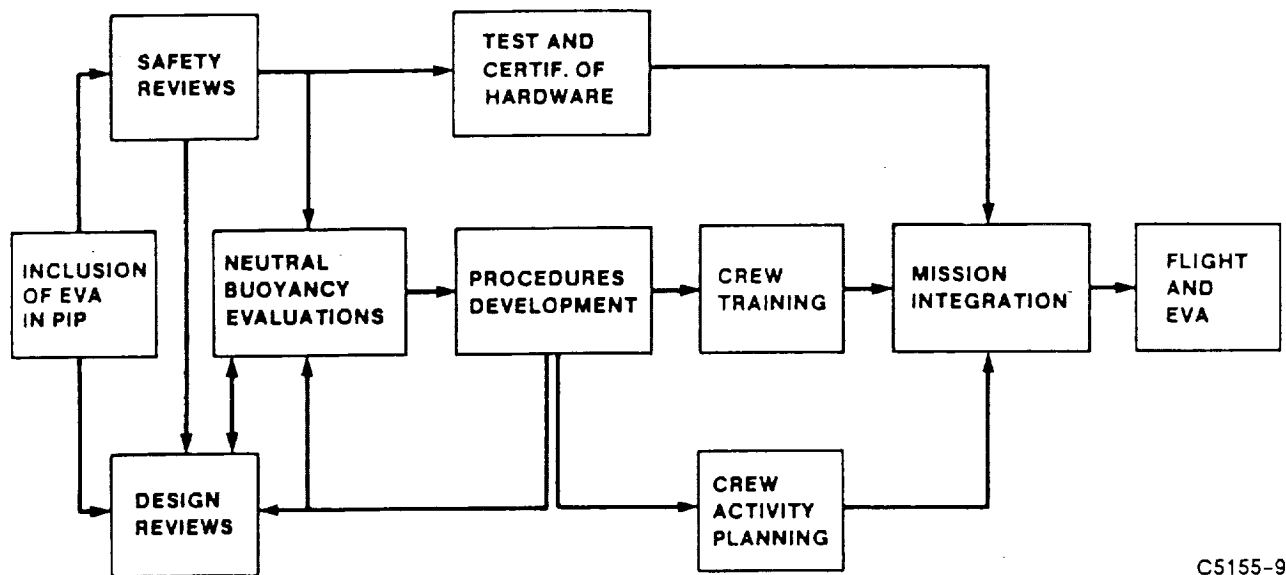 SAFETY
REVIEWS
TEST AND
CERTIF. OF
HARDWARE
INCLUSION
OF EVA
IN PIP
NEUTRAL
BUOYANCY
EVALUATIONS
PROCEDURES
DEVELOPMENT
CREW
TRAINING
MISSION
INTEGRATION
FLIGHT
AND
EVA
DESIGN
REVIEWS
CREW
ACTIVITY
PLANNING
C5155-9